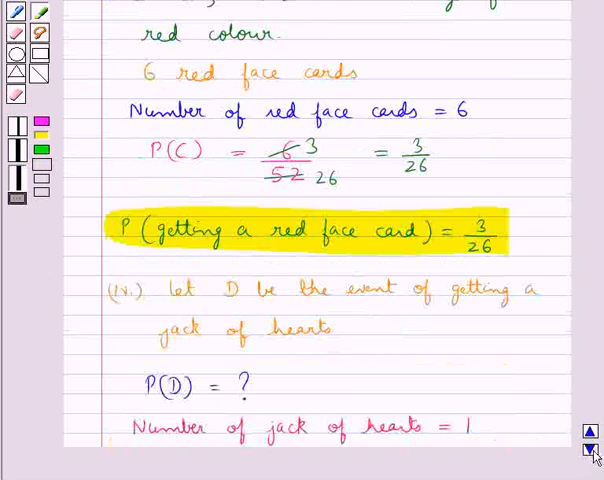 red colour.
6 red face cards
Number of red face cards = 6
P(C) = 6 3 / 52 26 = 3/26
P (getting a red face card) = 3/26
(iv.) Let D be the event of getting a
jack of hearts
P(D) = ?
Number of jack of hearts = 1